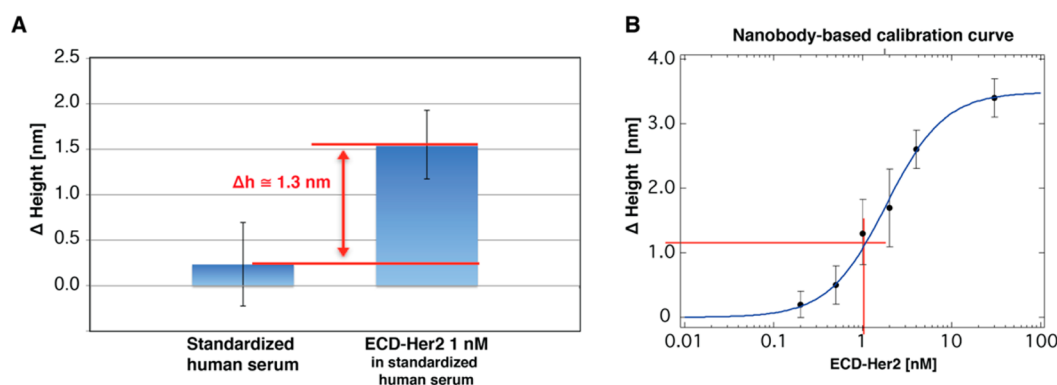 A
Δ Height [nm]
2.5
2.0
1.5
1.0
0.5
0.0
Δh ≅ 1.3 nm
Standardized
human serum
ECD-Her2 1 nM
in standardized
human serum
B
Nanobody-based calibration curve
Δ Height [nm]
4.0
3.0
2.0
1.0
0
0.01
0.1
1
10
100
ECD-Her2 [nM]